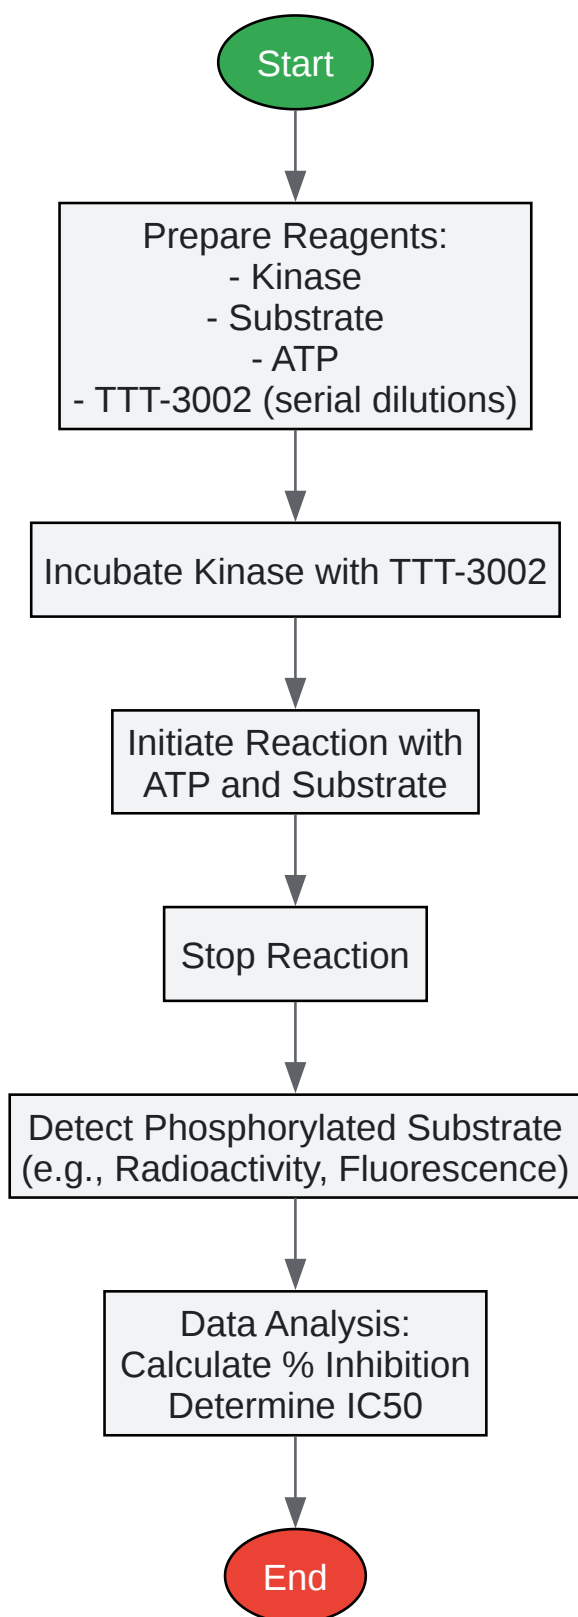 Start
Prepare Reagents:
- Kinase
- Substrate
- ATP
- TTT-3002 (serial dilutions)
Incubate Kinase with TTT-3002
Initiate Reaction with
ATP and Substrate
Stop Reaction
Detect Phosphorylated Substrate
(e.g., Radioactivity, Fluorescence)
Data Analysis:
Calculate % Inhibition
Determine IC50
End